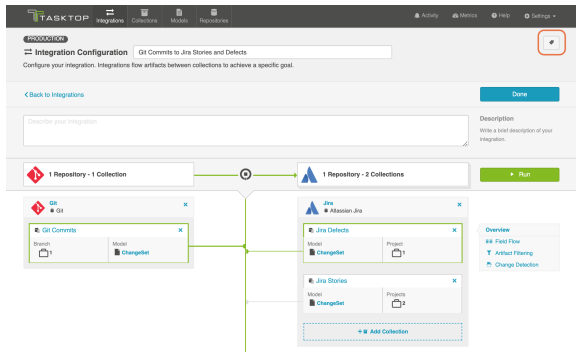 TASKTOP
Integrations
Collections
Models
Repositories
Activity
Metrics
Help
Settings
PRODUCTION
Integration Configuration
Git Commits to Jira Stories and Defects
Configure your integration. Integrations flow artifacts between collections to achieve a specific goal.
Back to Integrations
Done
Describe your integration
Description
Write a brief description of your
integration.
1 Repository - 1 Collection
1 Repository - 2 Collections
Run
Git
Git
Jira
Atlassian Jira
Git Commits
Branch
1
Model
ChangeSet
Jira Defects
Model
ChangeSet
Project
1
Jira Stories
Model
ChangeSet
Projects
2
+ Add Collection
Overview
Field Flow
Artifact Filtering
Change Detection